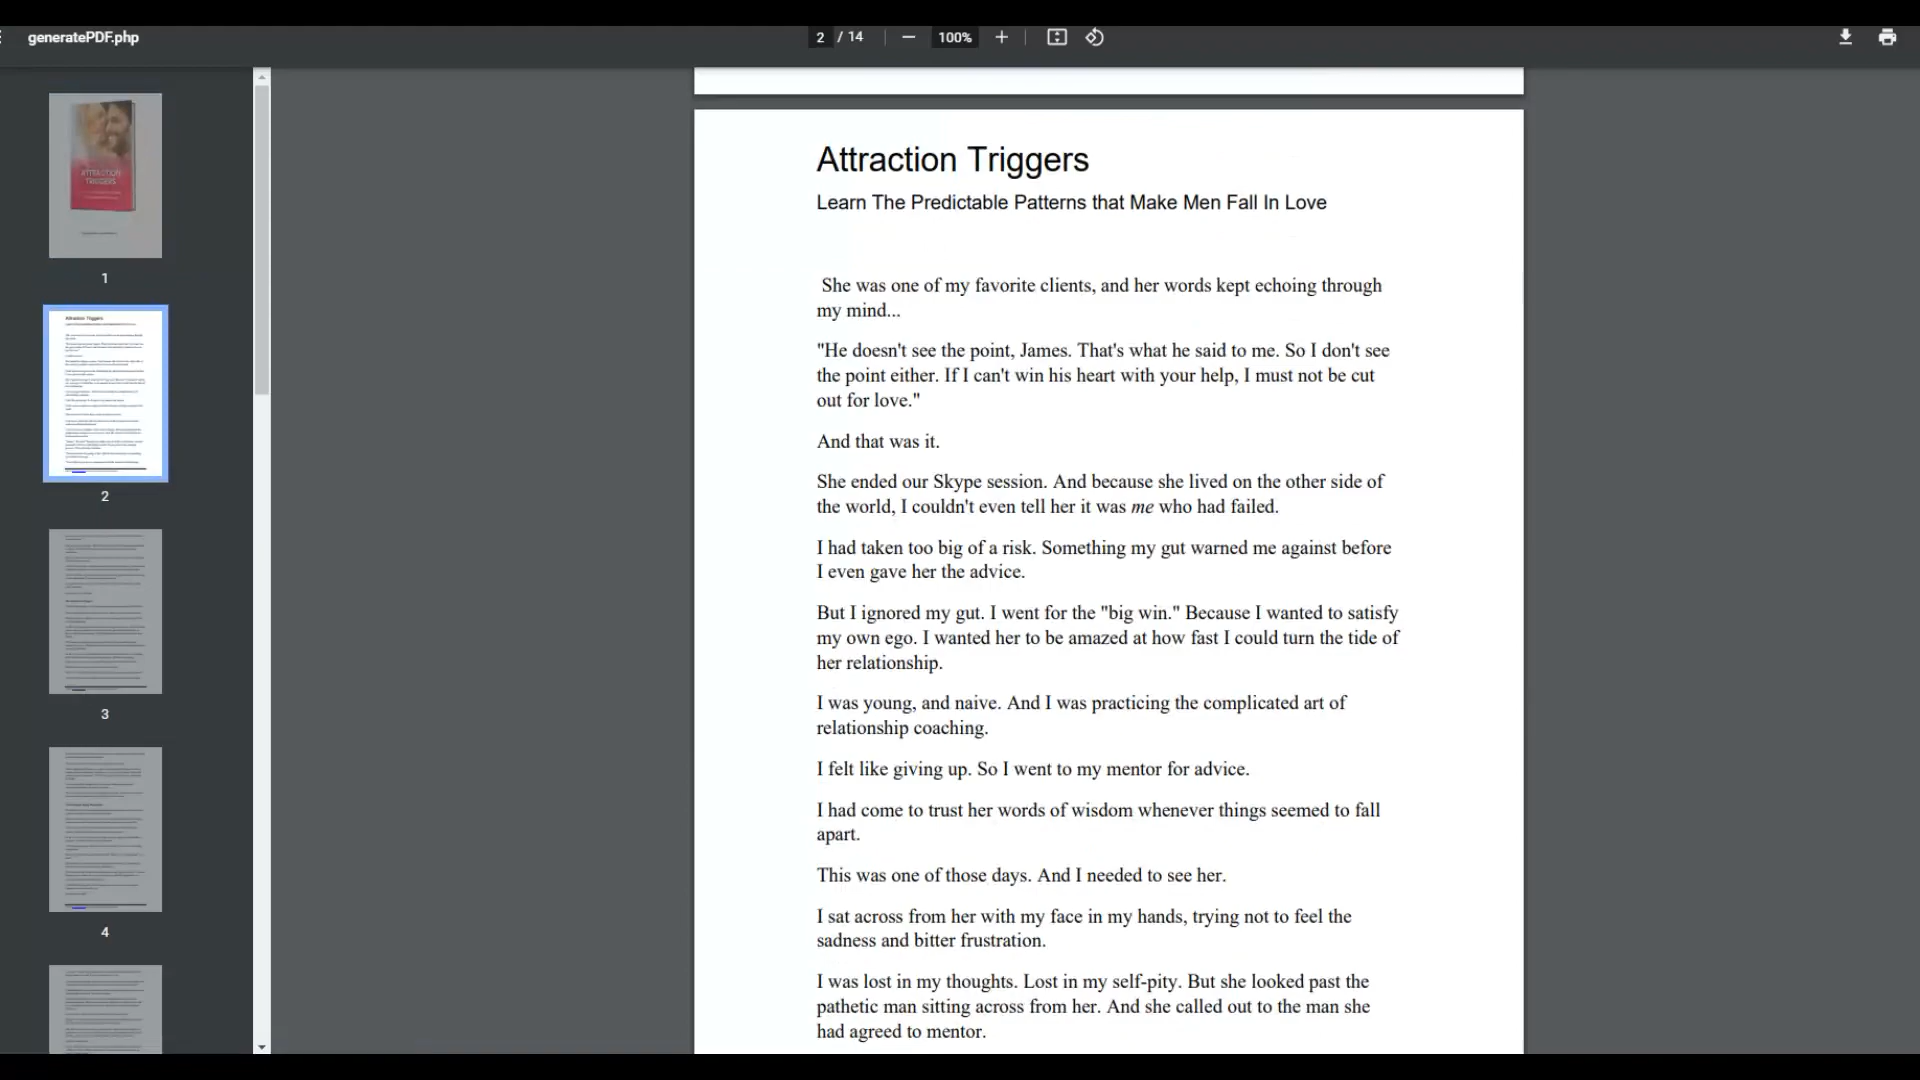 generatePDF.php
2 / 14
100%
ATTRACTION
TRIGGERS
1
Attraction Triggers
2
3
4
Attraction Triggers
Learn The Predictable Patterns that Make Men Fall In Love
She was one of my favorite clients, and her words kept echoing through
my mind...
"He doesn't see the point, James. That's what he said to me. So I don't see
the point either. If I can't win his heart with your help, I must not be cut
out for love."
And that was it.
She ended our Skype session. And because she lived on the other side of
the world, I couldn't even tell her it was me who had failed.
I had taken too big of a risk. Something my gut warned me against before
I even gave her the advice.
But I ignored my gut. I went for the "big win." Because I wanted to satisfy
my own ego. I wanted her to be amazed at how fast I could turn the tide of
her relationship.
I was young, and naive. And I was practicing the complicated art of
relationship coaching.
I felt like giving up. So I went to my mentor for advice.
I had come to trust her words of wisdom whenever things seemed to fall
apart.
This was one of those days. And I needed to see her.
I sat across from her with my face in my hands, trying not to feel the
sadness and bitter frustration.
I was lost in my thoughts. Lost in my self-pity. But she looked past the
pathetic man sitting across from her. And she called out to the man she
had agreed to mentor.